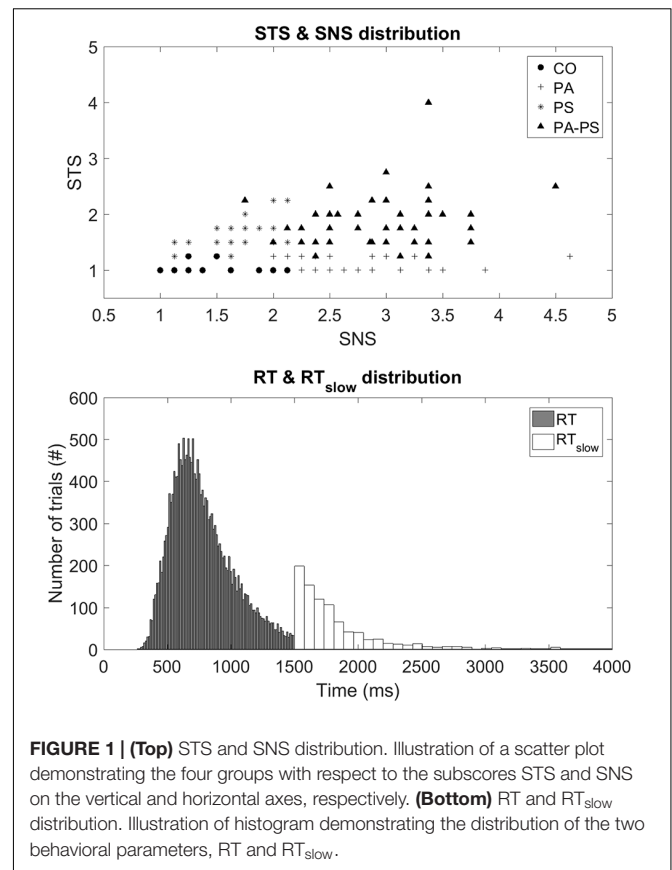 STS & SNS distribution
5
4
3
2
1
STS
CO
PA
PS
PA-PS
0.5 1 1.5 2 2.5 3 3.5 4 4.5 5
SNS
RT & RTslow distribution
600
500
400
300
200
100
0
Number of trials (#)
RT
RTslow
0 500 1000 1500 2000 2500 3000 3500 4000
Time (ms)
FIGURE 1 | (Top) STS and SNS distribution. Illustration of a scatter plot
demonstrating the four groups with respect to the subscores STS and SNS
on the vertical and horizontal axes, respectively. (Bottom) RT and RTslow
distribution. Illustration of histogram demonstrating the distribution of the two
behavioral parameters, RT and RTslow.